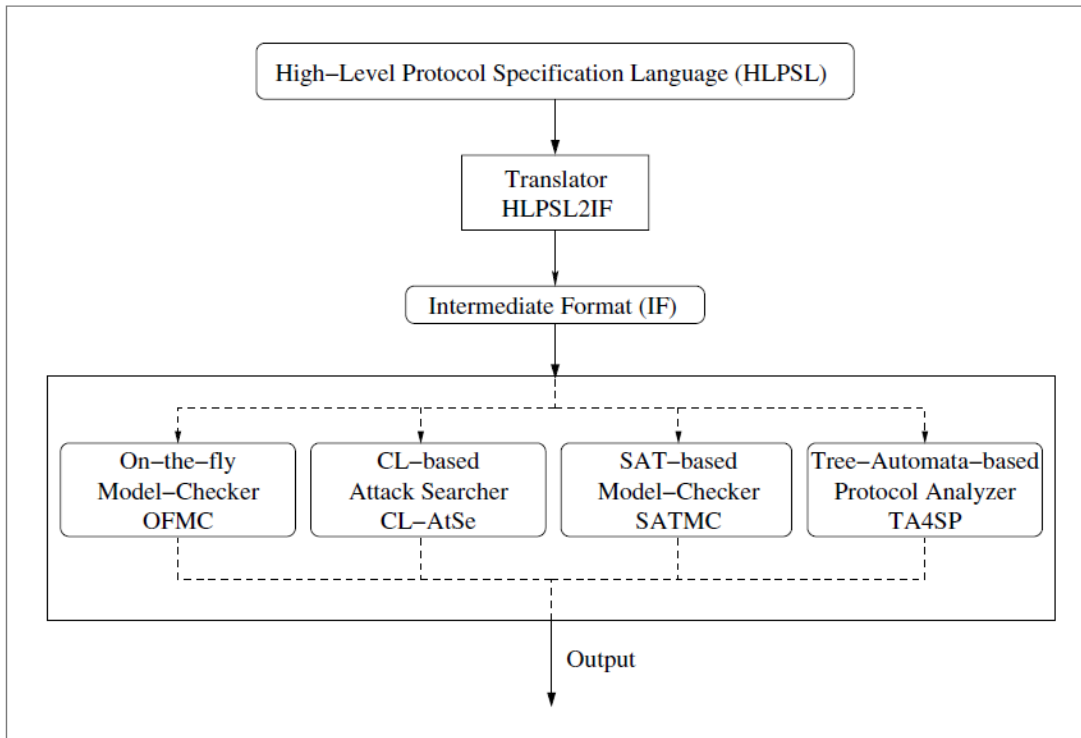 High−Level Protocol Specification Language (HLPSL)
Translator
HLPSL2IF
Intermediate Format (IF)
On−the−fly
Model−Checker
OFMC
CL−based
Attack Searcher
CL−AtSe
SAT−based
Model−Checker
SATMC
Tree−Automata−based
Protocol Analyzer
TA4SP
Output